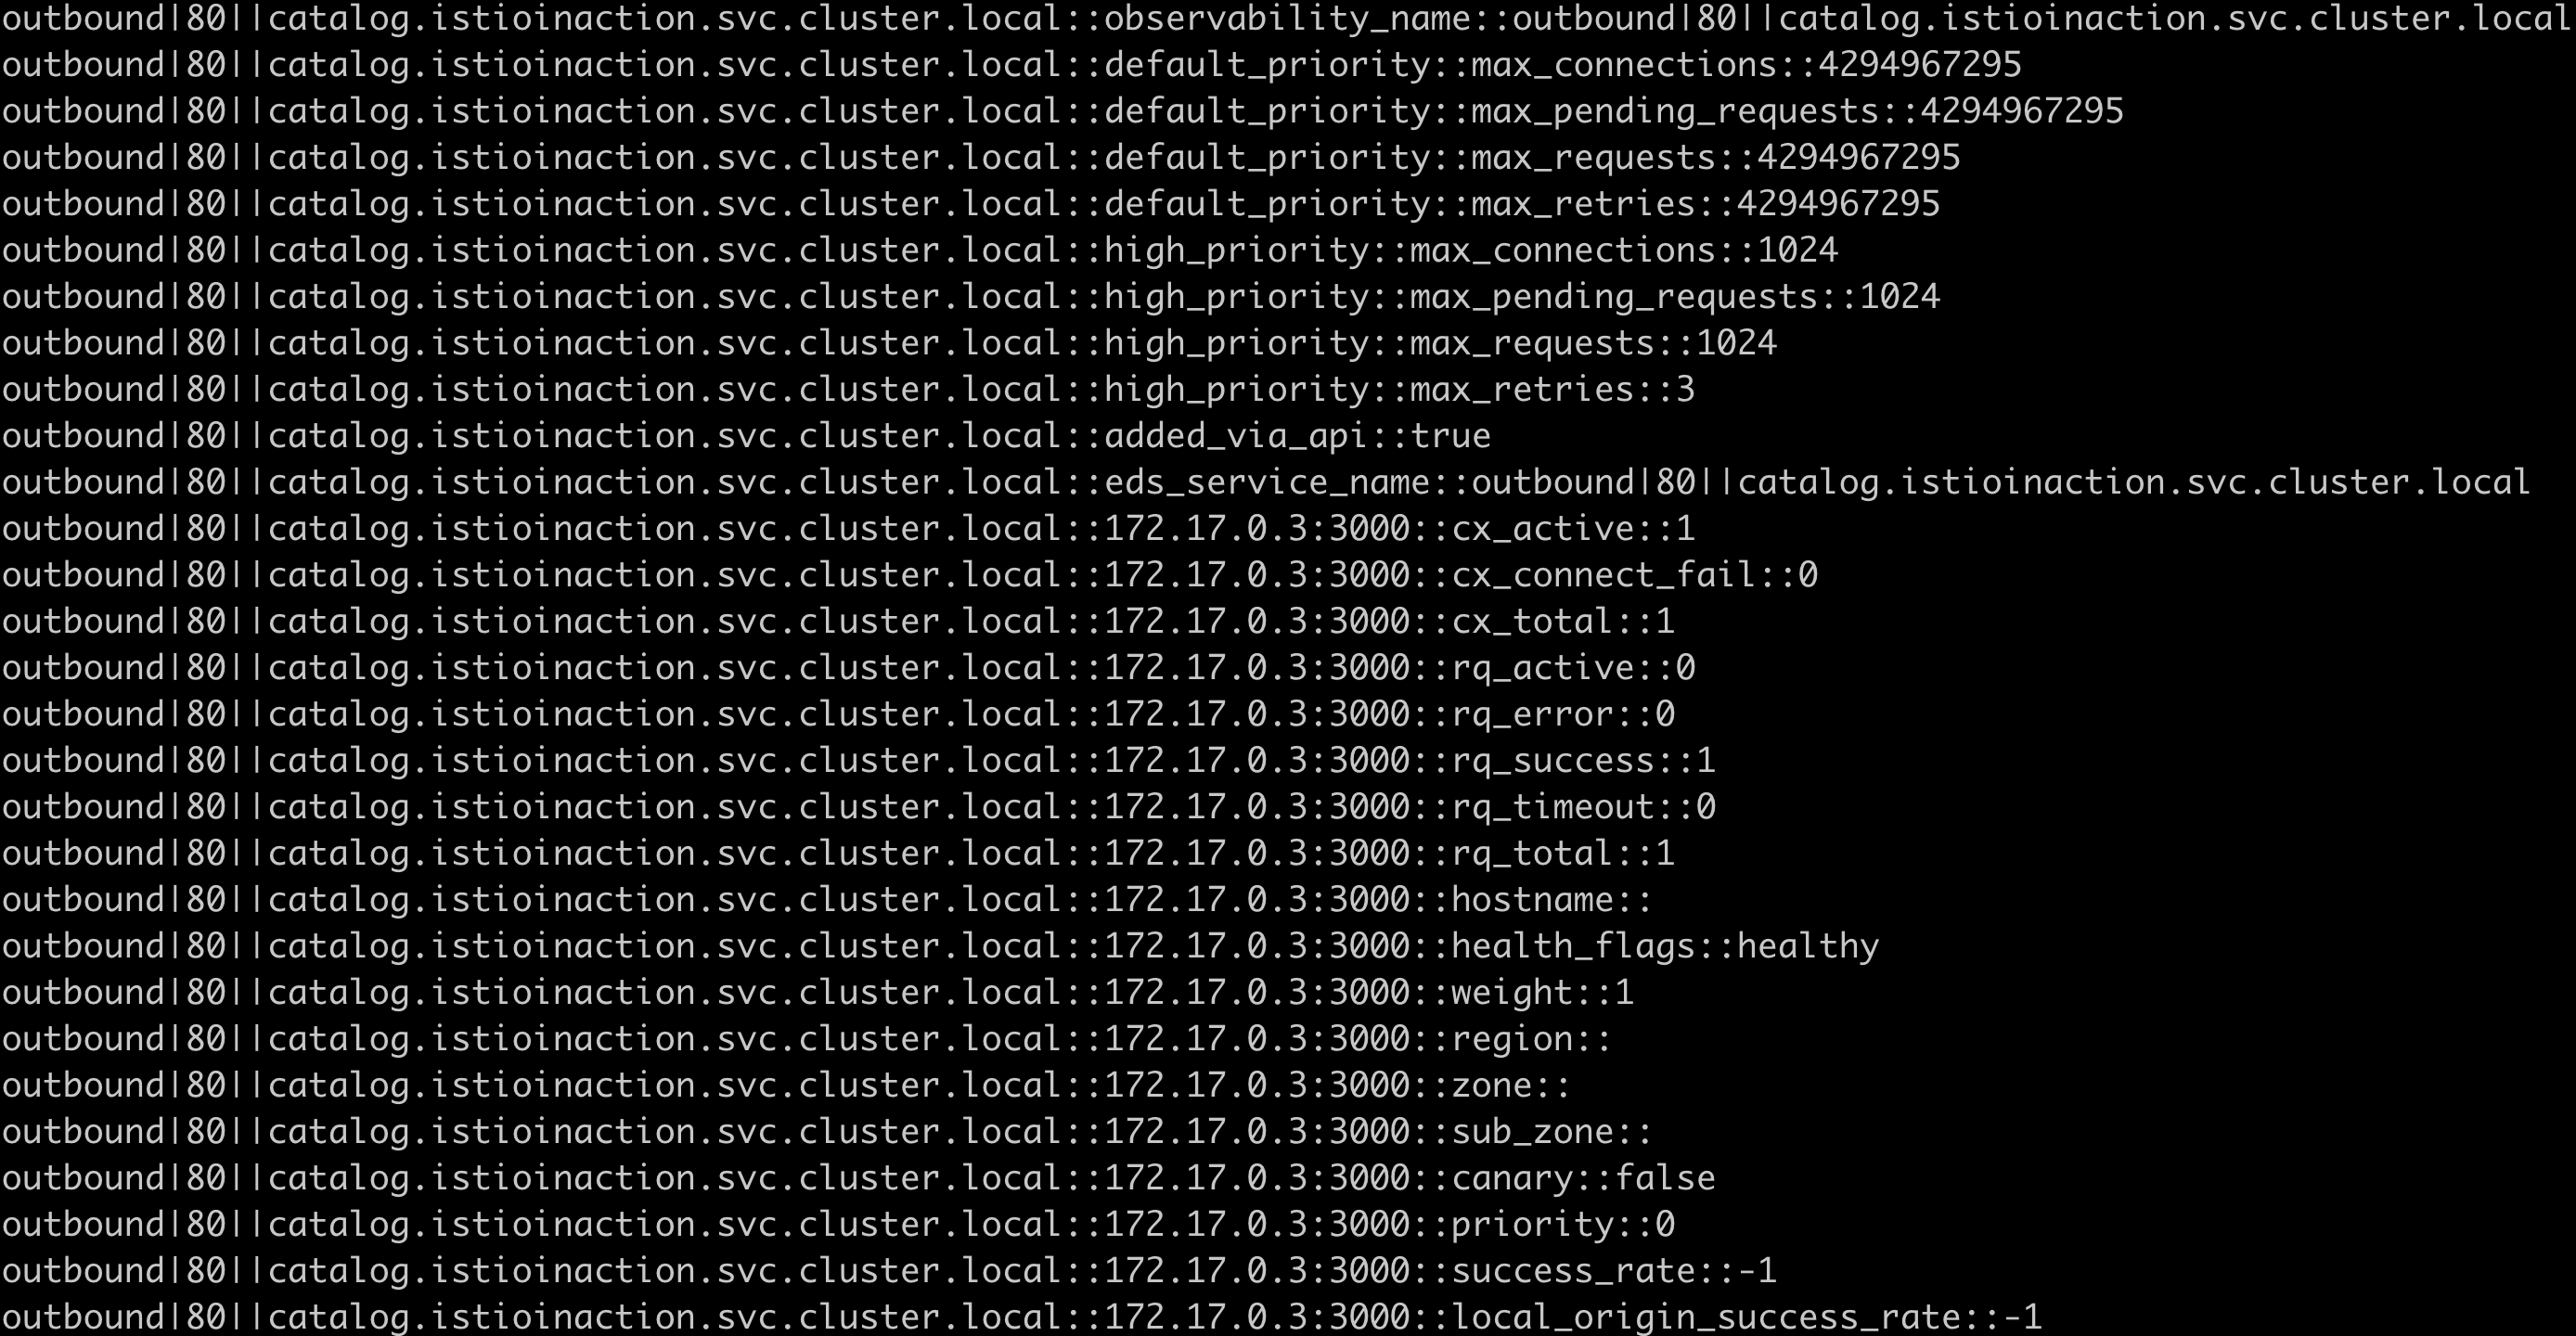 outbound|80||catalog.istioinaction.svc.cluster.local::observability_name::outbound|80||catalog.istioinaction.svc.cluster.local
outbound|80||catalog.istioinaction.svc.cluster.local::default_priority::max_connections::4294967295
outbound|80||catalog.istioinaction.svc.cluster.local::default_priority::max_pending_requests::4294967295
outbound|80||catalog.istioinaction.svc.cluster.local::default_priority::max_requests::4294967295
outbound|80||catalog.istioinaction.svc.cluster.local::default_priority::max_retries::4294967295
outbound|80||catalog.istioinaction.svc.cluster.local::high_priority::max_connections::1024
outbound|80||catalog.istioinaction.svc.cluster.local::high_priority::max_pending_requests::1024
outbound|80||catalog.istioinaction.svc.cluster.local::high_priority::max_requests::1024
outbound|80||catalog.istioinaction.svc.cluster.local::high_priority::max_retries::3
outbound|80||catalog.istioinaction.svc.cluster.local::added_via_api::true
outbound|80||catalog.istioinaction.svc.cluster.local::eds_service_name::outbound|80||catalog.istioinaction.svc.cluster.local
outbound|80||catalog.istioinaction.svc.cluster.local::172.17.0.3:3000::cx_active::1
outbound|80||catalog.istioinaction.svc.cluster.local::172.17.0.3:3000::cx_connect_fail::0
outbound|80||catalog.istioinaction.svc.cluster.local::172.17.0.3:3000::cx_total::1
outbound|80||catalog.istioinaction.svc.cluster.local::172.17.0.3:3000::rq_active::0
outbound|80||catalog.istioinaction.svc.cluster.local::172.17.0.3:3000::rq_error::0
outbound|80||catalog.istioinaction.svc.cluster.local::172.17.0.3:3000::rq_success::1
outbound|80||catalog.istioinaction.svc.cluster.local::172.17.0.3:3000::rq_timeout::0
outbound|80||catalog.istioinaction.svc.cluster.local::172.17.0.3:3000::rq_total::1
outbound|80||catalog.istioinaction.svc.cluster.local::172.17.0.3:3000::hostname::
outbound|80||catalog.istioinaction.svc.cluster.local::172.17.0.3:3000::health_flags::healthy
outbound|80||catalog.istioinaction.svc.cluster.local::172.17.0.3:3000::weight::1
outbound|80||catalog.istioinaction.svc.cluster.local::172.17.0.3:3000::region::
outbound|80||catalog.istioinaction.svc.cluster.local::172.17.0.3:3000::zone::
outbound|80||catalog.istioinaction.svc.cluster.local::172.17.0.3:3000::sub_zone::
outbound|80||catalog.istioinaction.svc.cluster.local::172.17.0.3:3000::canary::false
outbound|80||catalog.istioinaction.svc.cluster.local::172.17.0.3:3000::priority::0
outbound|80||catalog.istioinaction.svc.cluster.local::172.17.0.3:3000::success_rate::-1
outbound|80||catalog.istioinaction.svc.cluster.local::172.17.0.3:3000::local_origin_success_rate::-1